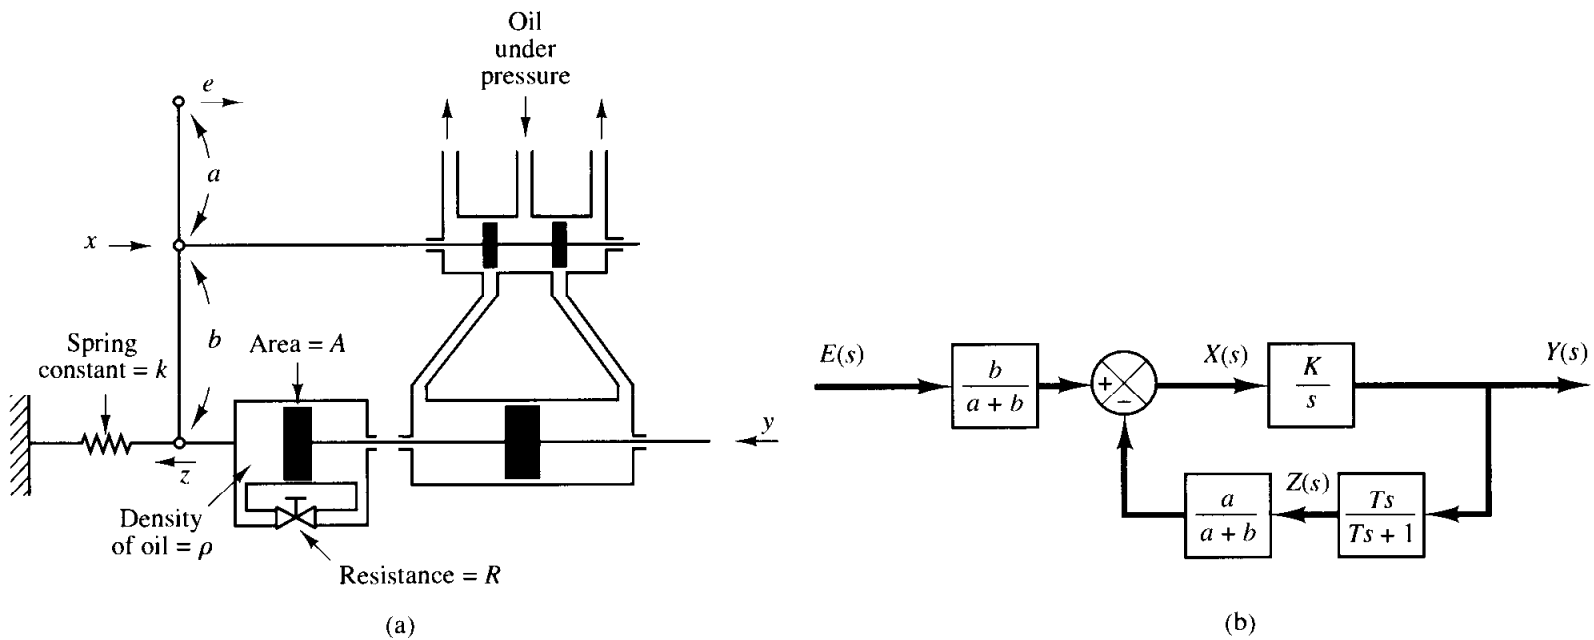 Oil
under
pressure
e
a
x
b
Spring
constant = k
Area = A
y
z
Density
of oil = ρ
Resistance = R
(a)
E(s)
b
a + b
+
−
X(s)
K
s
Y(s)
a
a + b
Z(s)
Ts
Ts + 1
(b)